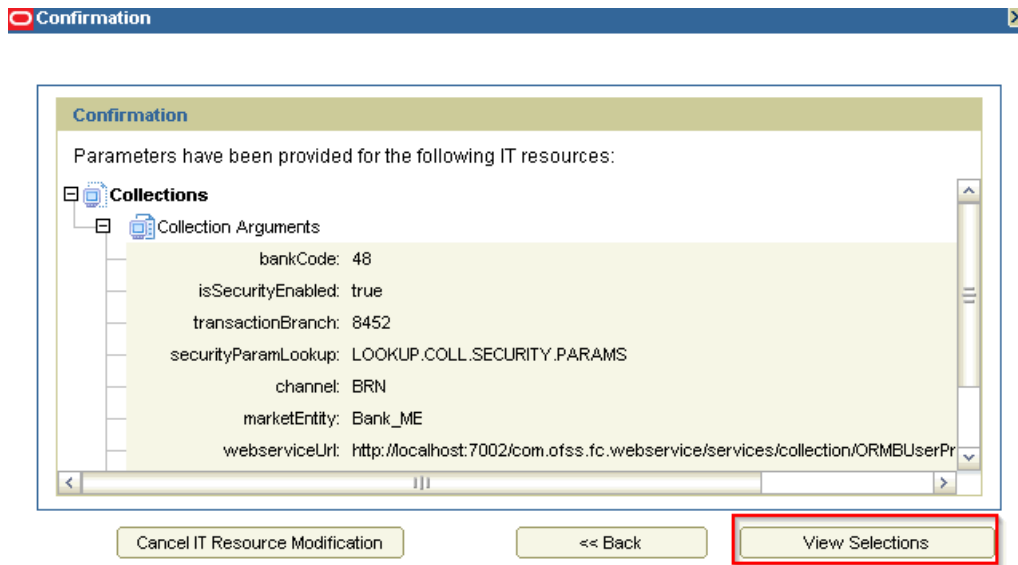 Confirmation
Confirmation
Parameters have been provided for the following IT resources:
Collections
Collection Arguments
bankCode: 48
isSecurityEnabled: true
transactionBranch: 8452
securityParamLookup: LOOKUP.COLL.SECURITY.PARAMS
channel: BRN
marketEntity: Bank_ME
webserviceUrl: http://localhost:7002/com.ofss.fc.webservice/services/collection/ORMBUserPr
Cancel IT Resource Modification
<< Back
View Selections